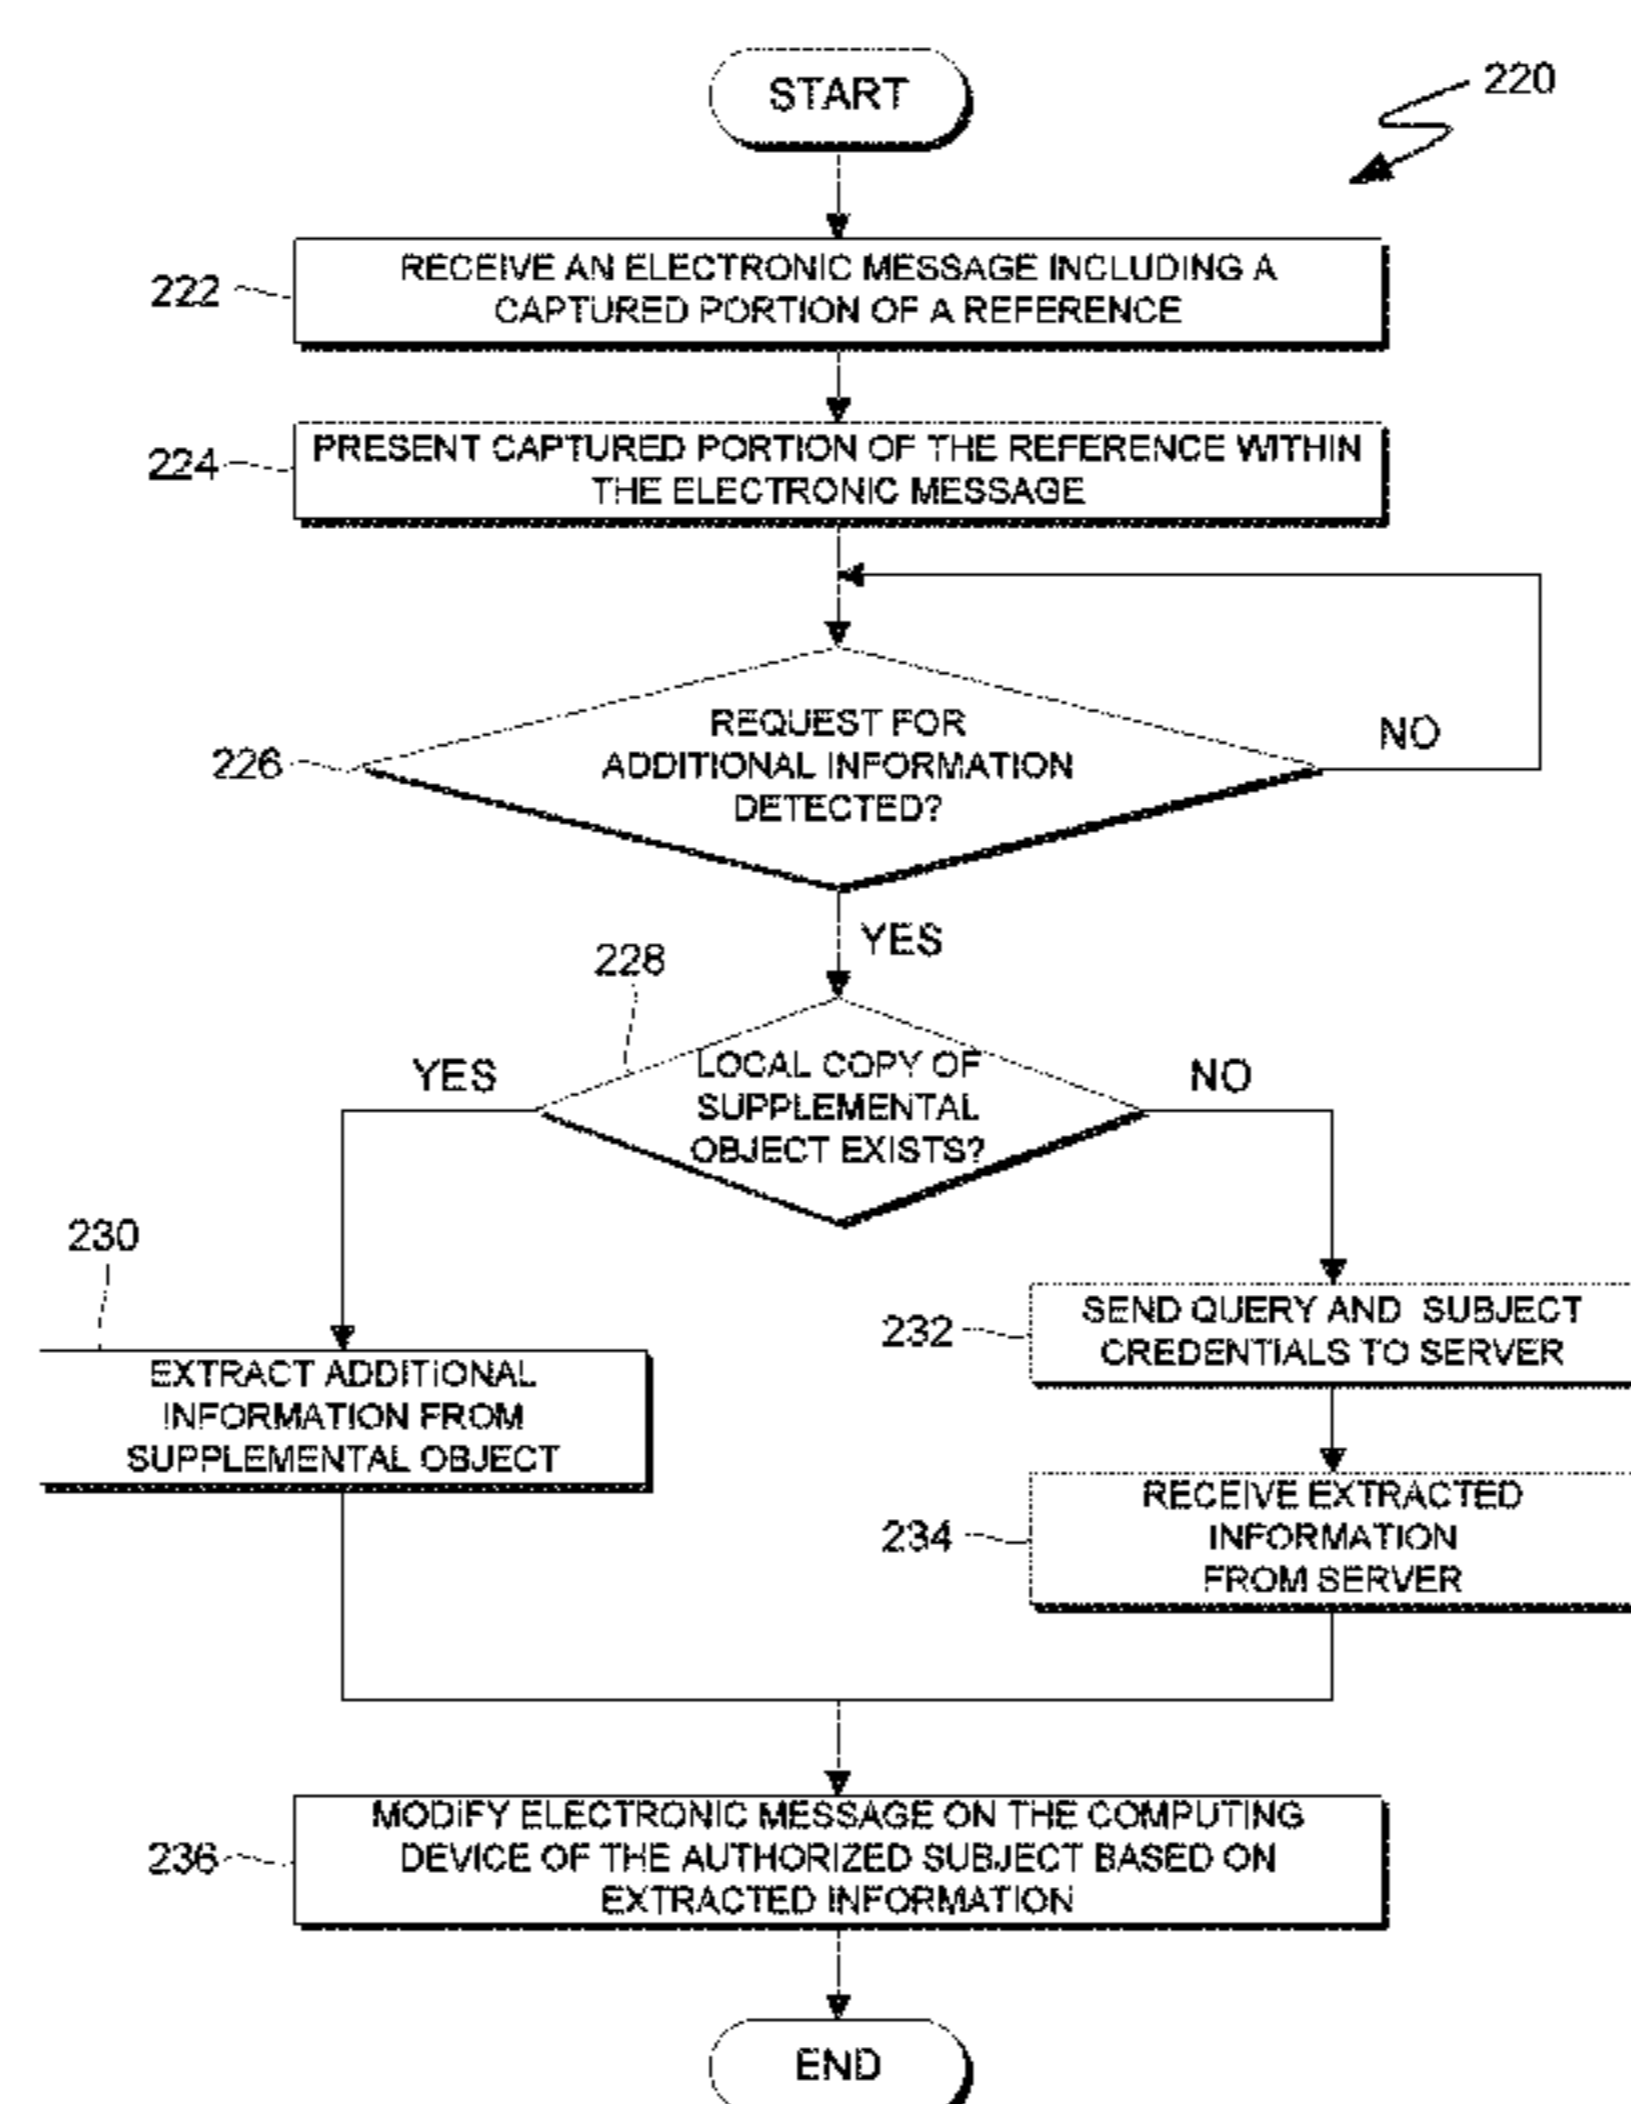 START
220
222
RECEIVE AN ELECTRONIC MESSAGE INCLUDING A
CAPTURED PORTION OF A REFERENCE
224
PRESENT CAPTURED PORTION OF THE REFERENCE WITHIN
THE ELECTRONIC MESSAGE
226
REQUEST FOR
ADDITIONAL INFORMATION
DETECTED?
NO
YES
228
LOCAL COPY OF
SUPPLEMENTAL
OBJECT EXISTS?
YES
NO
230
EXTRACT ADDITIONAL
INFORMATION FROM
SUPPLEMENTAL OBJECT
232
SEND QUERY AND SUBJECT
CREDENTIALS TO SERVER
234
RECEIVE EXTRACTED
INFORMATION
FROM SERVER
236
MODIFY ELECTRONIC MESSAGE ON THE COMPUTING
DEVICE OF THE AUTHORIZED SUBJECT BASED ON
EXTRACTED INFORMATION
END